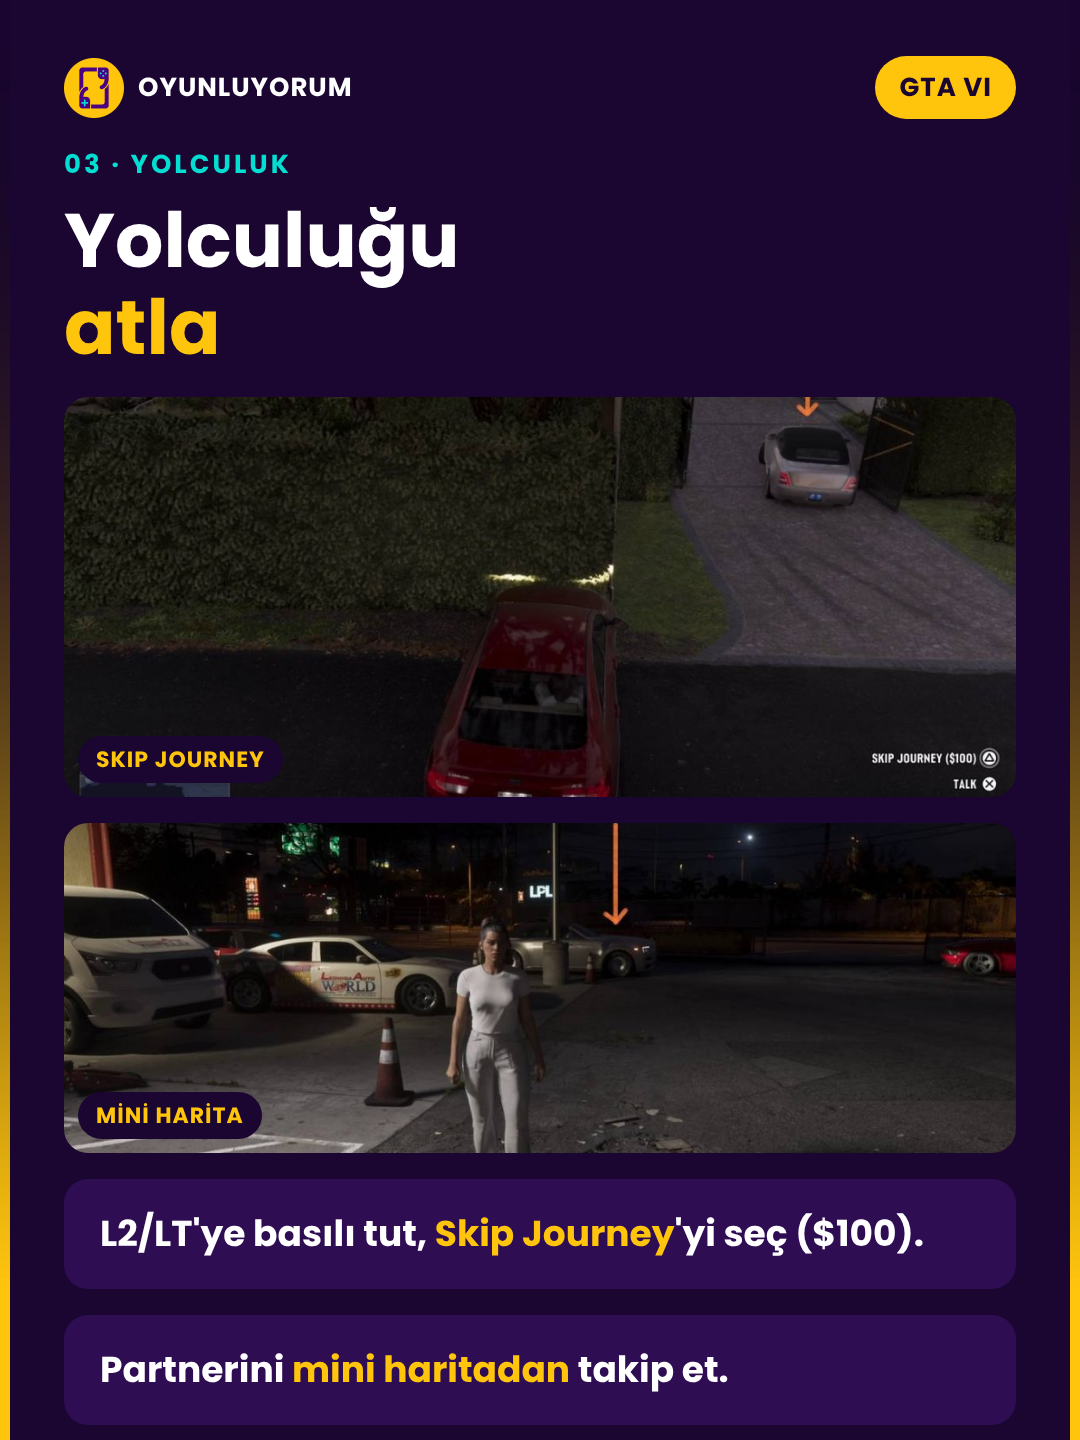 OYUNLUYORUM
GTA VI
03 · YOLCULUK
Yolculuğu
atla
SKIP JOURNEY
SKIP JOURNEY ($100)
TALK
LPL
WORLD
MİNİ HARİTA
L2/LT'ye basılı tut, Skip Journey'yi seç ($100).
Partnerini mini haritadan takip et.